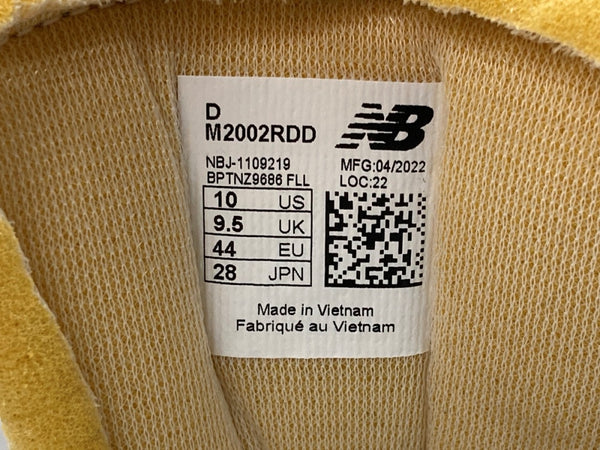 D
M2002RDD
NB
NBJ-1109219
BPTNZ9686 FLL
MFG:04/2022
LOC:22
10 US
9.5 UK
44 EU
28 JPN
Made in Vietnam
Fabriqué au Vietnam